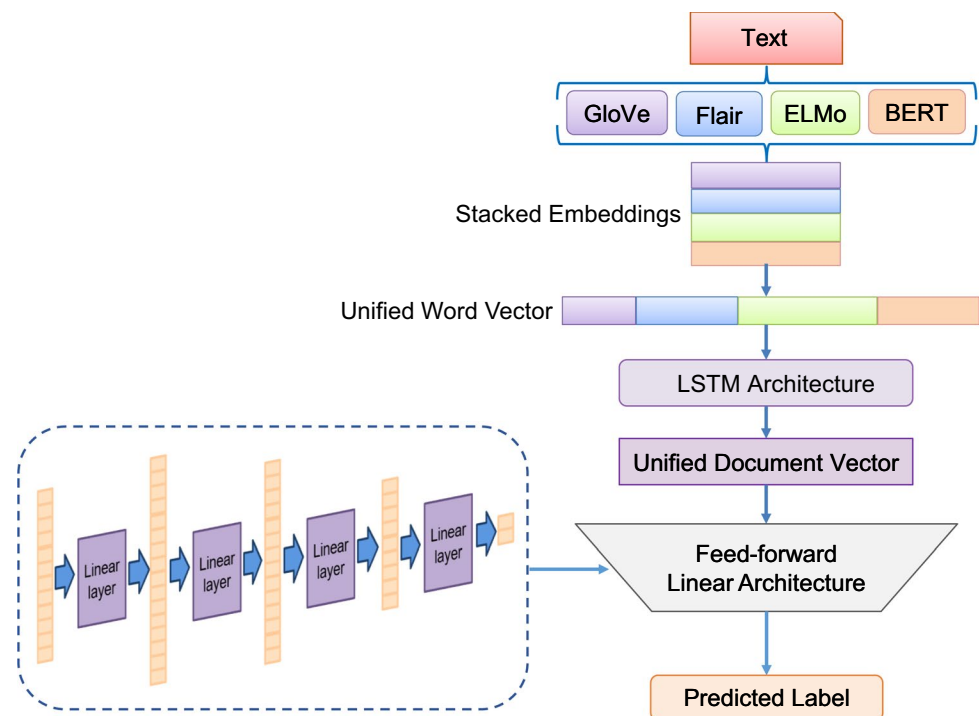 Text
GloVe
Flair
ELMo
BERT
Stacked Embeddings
Unified Word Vector
LSTM Architecture
Unified Document Vector
Feed-forward
Linear Architecture
Linear
layer
Linear
layer
Linear
layer
Linear
layer
Predicted Label